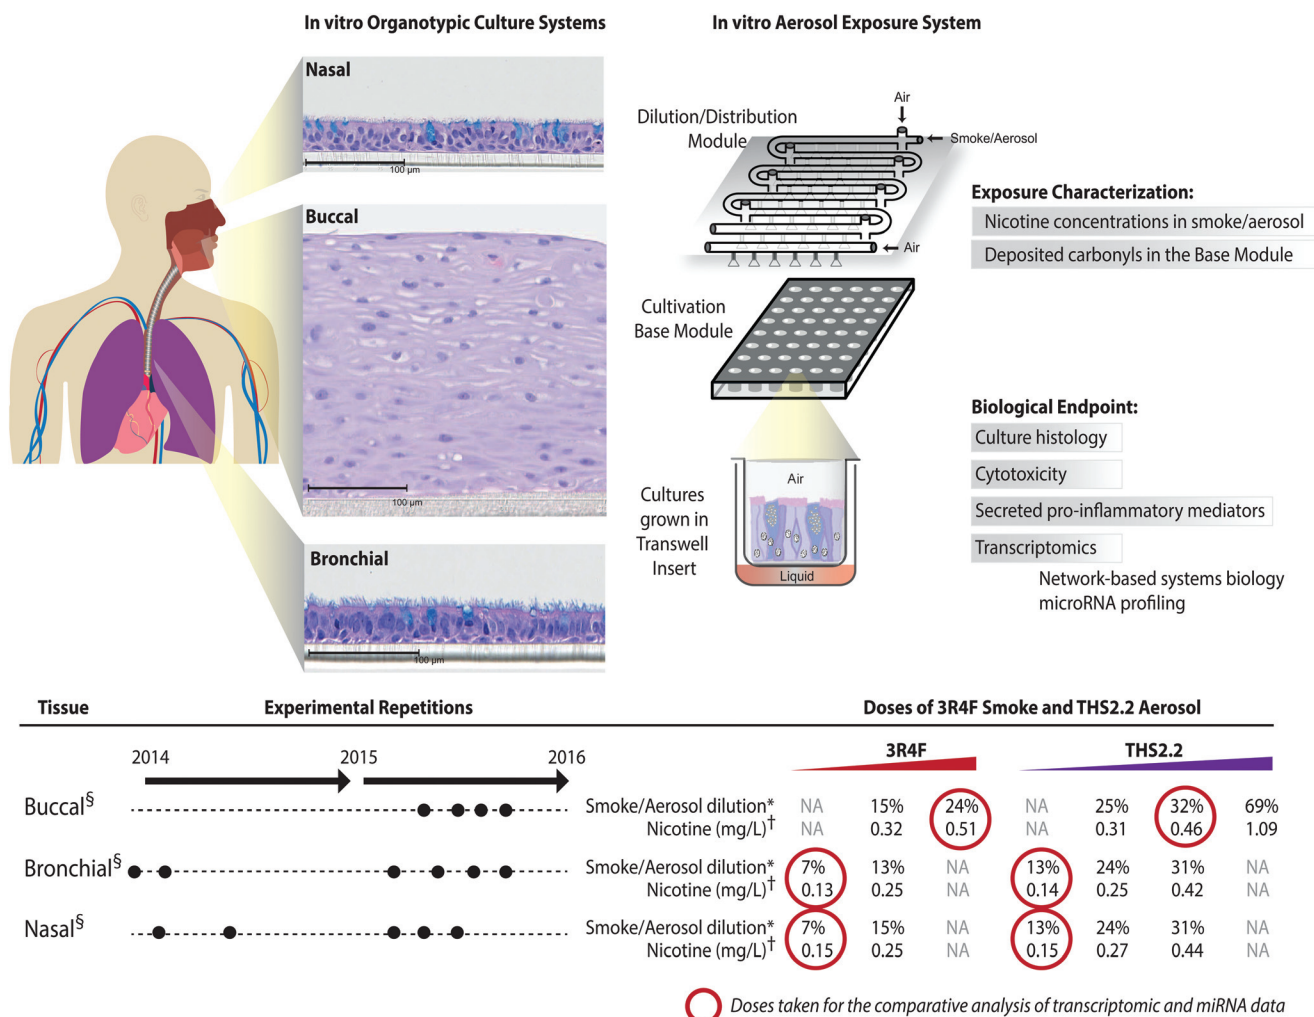 In vitro Organotypic Culture Systems
In vitro Aerosol Exposure System
Nasal
100 µm
Buccal
100 µm
Bronchial
100 µm
Air
Dilution/Distribution
Module
Smoke/Aerosol
Air
Cultivation
Base Module
Cultures
grown in
Transwell
Insert
Air
Liquid
Exposure Characterization:
Nicotine concentrations in smoke/aerosol
Deposited carbonyls in the Base Module
Biological Endpoint:
Culture histology
Cytotoxicity
Secreted pro-inflammatory mediators
Transcriptomics
Network-based systems biology
microRNA profiling
Tissue Experimental Repetitions Doses of 3R4F Smoke and THS2.2 Aerosol
2014 2015 2016
3R4F THS2.2
Buccal§
Smoke/Aerosol dilution* NA 15% 24% NA 25% 32% 69%
Nicotine (mg/L)† NA 0.32 0.51 NA 0.31 0.46 1.09
Bronchial§
Smoke/Aerosol dilution* 7% 13% NA 13% 24% 31% NA
Nicotine (mg/L)† 0.13 0.25 NA 0.14 0.25 0.42 NA
Nasal§
Smoke/Aerosol dilution* 7% 15% NA 13% 24% 31% NA
Nicotine (mg/L)† 0.15 0.25 NA 0.15 0.27 0.44 NA
Doses taken for the comparative analysis of transcriptomic and miRNA data